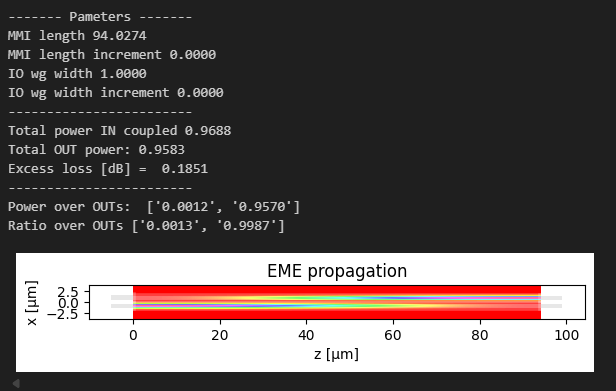 ------- Pameters -------
MMI length 94.0274
MMI length increment 0.0000
IO wg width 1.0000
IO wg width increment 0.0000
------------------------
Total power IN coupled 0.9688
Total OUT power: 0.9583
Excess loss [dB] =  0.1851
------------------------
Power over OUTs:  ['0.0012', '0.9570']
Ratio over OUTs ['0.0013', '0.9987']
EME propagation
x [μm]
2.5
0.0
−2.5
0 20 40 60 80 100
z [μm]